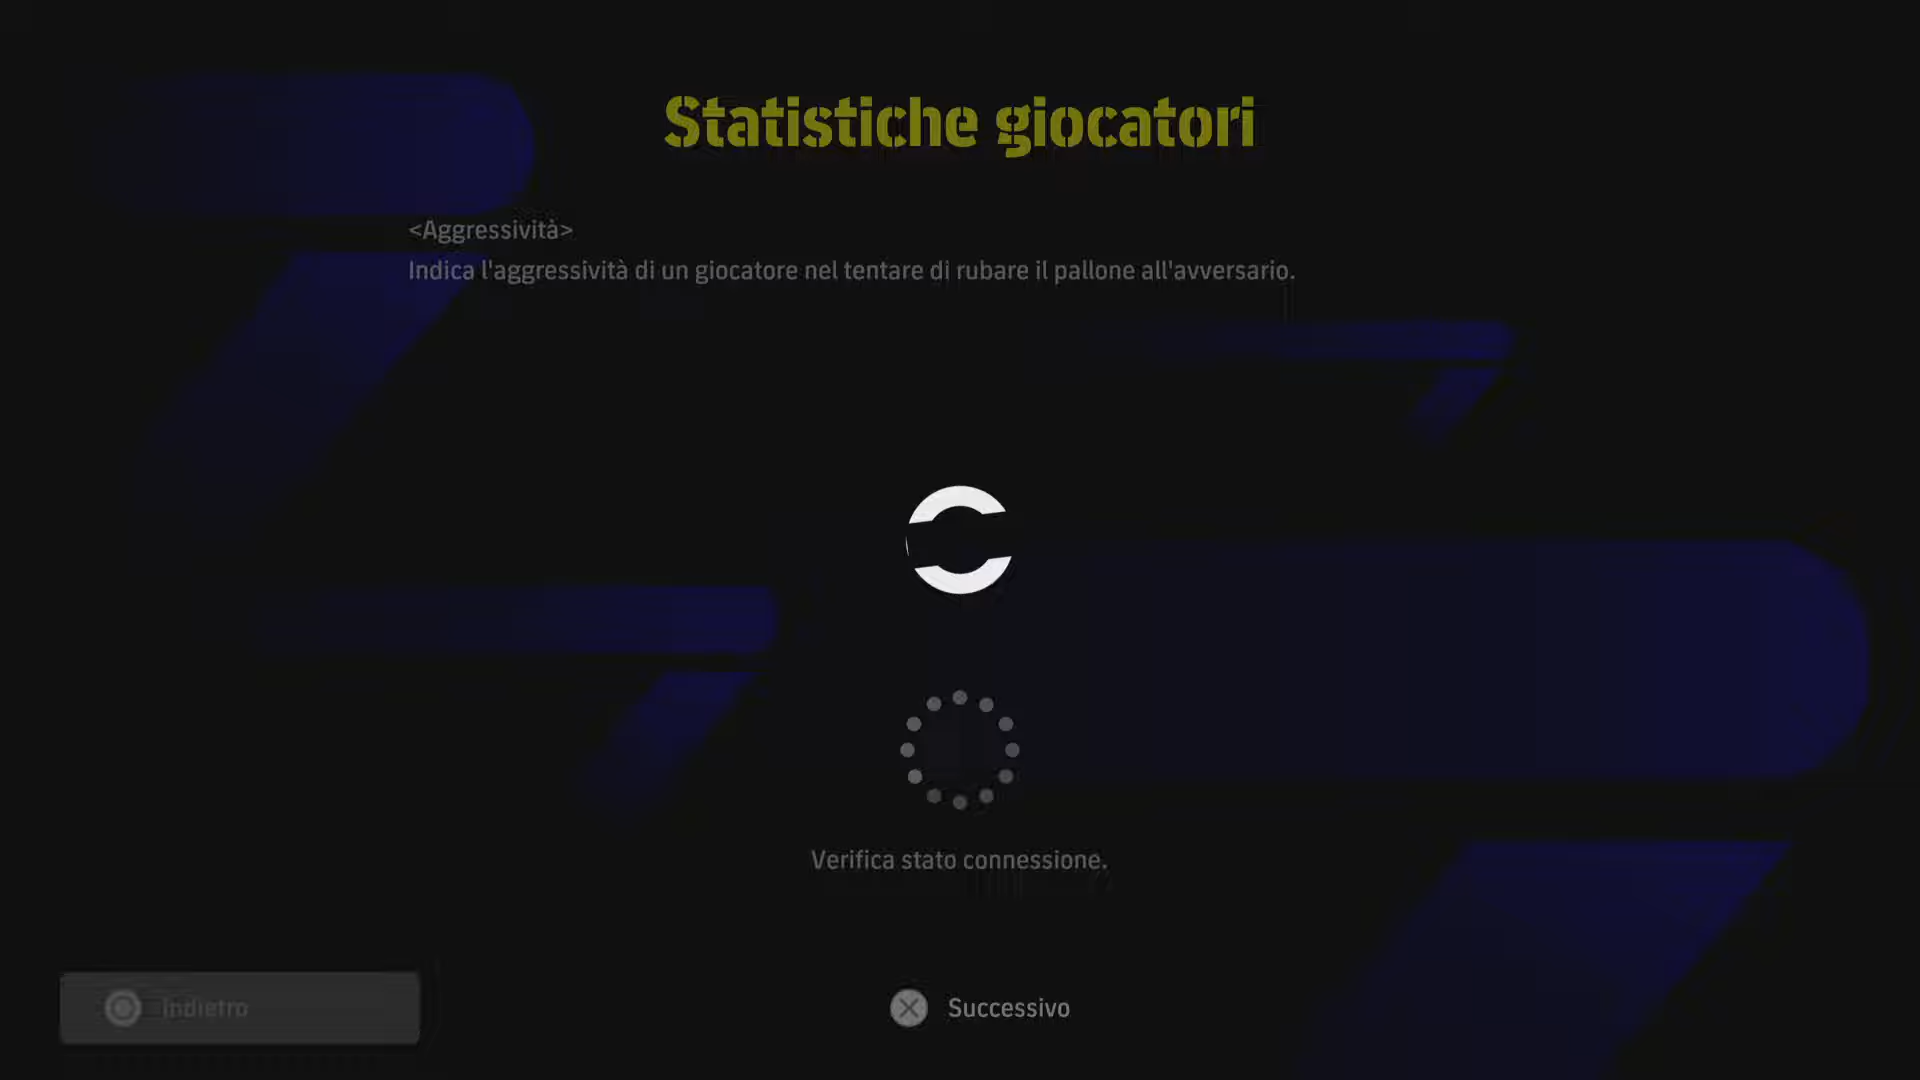 Statistiche giocatori
<Aggressività>
Indica l'aggressività di un giocatore nel tentare di rubare il pallone all'avversario.
Verifica stato connessione.
Indietro
Successivo